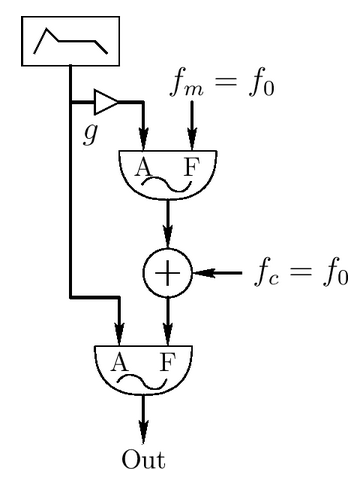 f_m = f_0
g
A F
+
f_c = f_0
A F
Out